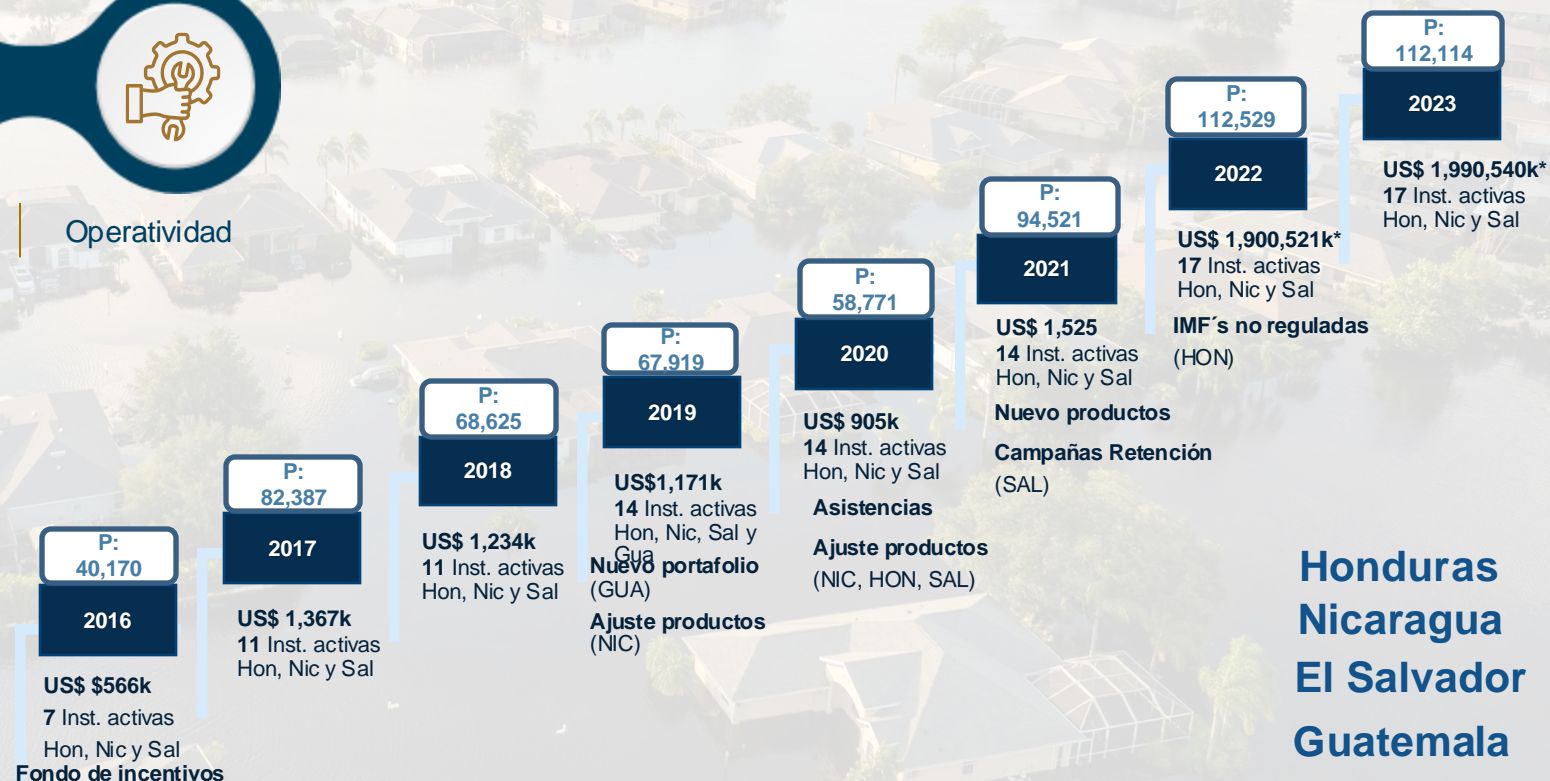 Operatividad
P:
40,170
2016
US$ $566k
7 Inst. activas
Hon, Nic y Sal
Fondo de incentivos
P:
82,387
2017
US$ 1,367k
11 Inst. activas
Hon, Nic y Sal
P:
68,625
2018
US$ 1,234k
11 Inst. activas
Hon, Nic y Sal
P:
67,919
2019
US$1,171k
14 Inst. activas
Hon, Nic, Sal y
Gua
Nuevo portafolio
(GUA)
Ajuste productos
(NIC)
P:
58,771
2020
US$ 905k
14 Inst. activas
Hon, Nic y Sal
Asistencias
Ajuste productos
(NIC, HON, SAL)
P:
94,521
2021
US$ 1,525
14 Inst. activas
Hon, Nic y Sal
Nuevo productos
Campañas Retención
(SAL)
P:
112,529
2022
US$ 1,900,521k*
17 Inst. activas
Hon, Nic y Sal
IMF´s no reguladas
(HON)
P:
112,114
2023
US$ 1,990,540k*
17 Inst. activas
Hon, Nic y Sal
Honduras
Nicaragua
El Salvador
Guatemala